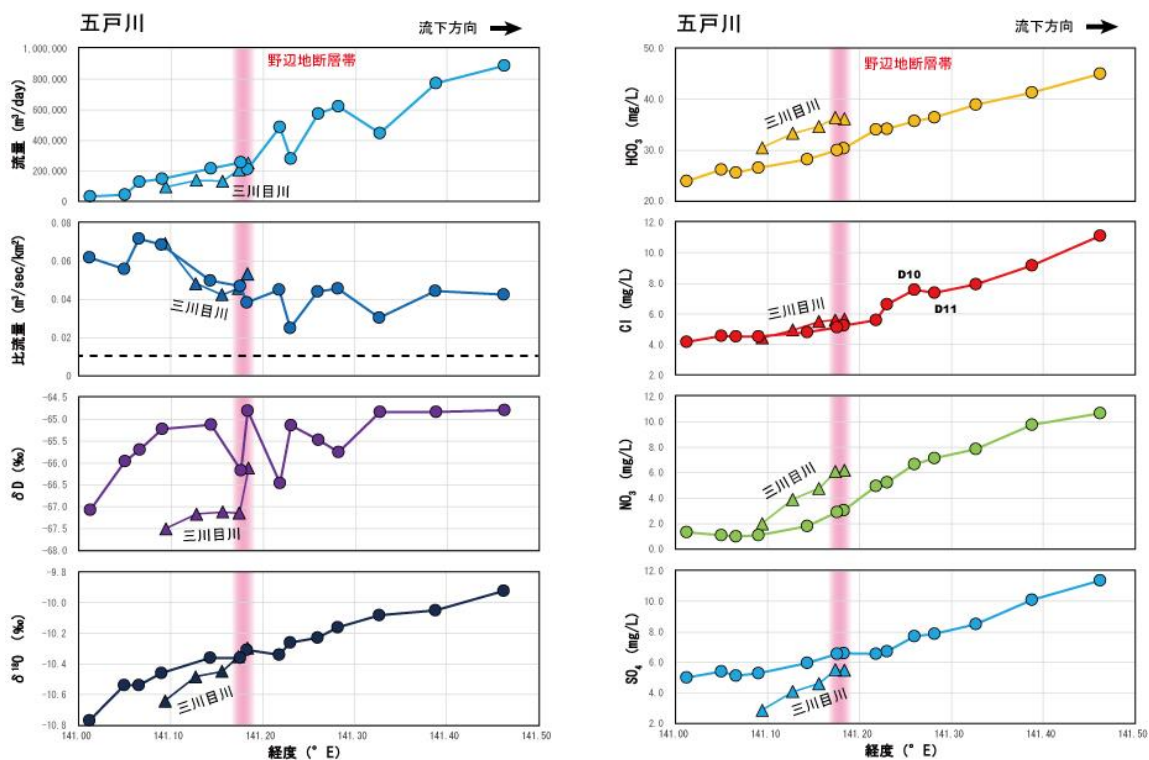 五戸川
流下方向
野辺地断層帯
流量 (m³/day)
1,000,000
800,000
600,000
400,000
200,000
0
三川目川
比流量 (m³/sec/km²)
0.08
0.06
0.04
0.02
0
三川目川
δD (‰)
-64.5
-65.0
-65.5
-66.0
-66.5
-67.0
-67.5
-68.0
三川目川
δ¹⁸O (‰)
-9.8
-10.0
-10.2
-10.4
-10.6
-10.8
三川目川
141.00 141.10 141.20 141.30 141.40 141.50
経度 (° E)
五戸川
流下方向
野辺地断層帯
HCO₃ (mg/L)
50.0
40.0
30.0
20.0
三川目川
Cl (mg/L)
12.0
10.0
8.0
6.0
4.0
2.0
三川目川
D10
D11
NO₃ (mg/L)
12.0
10.0
8.0
6.0
4.0
2.0
0.0
三川目川
SO₄ (mg/L)
12.0
10.0
8.0
6.0
4.0
2.0
三川目川
141.00 141.10 141.20 141.30 141.40 141.50
経度 (° E)